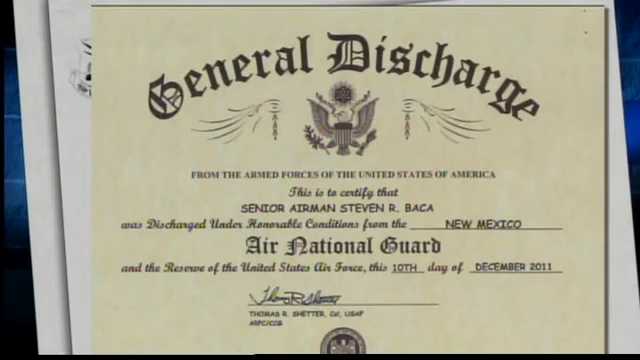 General Discharge
FROM THE ARMED FORCES OF THE UNITED STATES OF AMERICA
This is to certify that
SENIOR AIRMAN STEVEN R. BACA
was Discharged Under Honorable Conditions from the NEW MEXICO
Air National Guard
and the Reserve of the United States Air Force, this 10TH day of DECEMBER 2011
THOMAS R. SHETTER, Col, USAF
ARPC/CCB